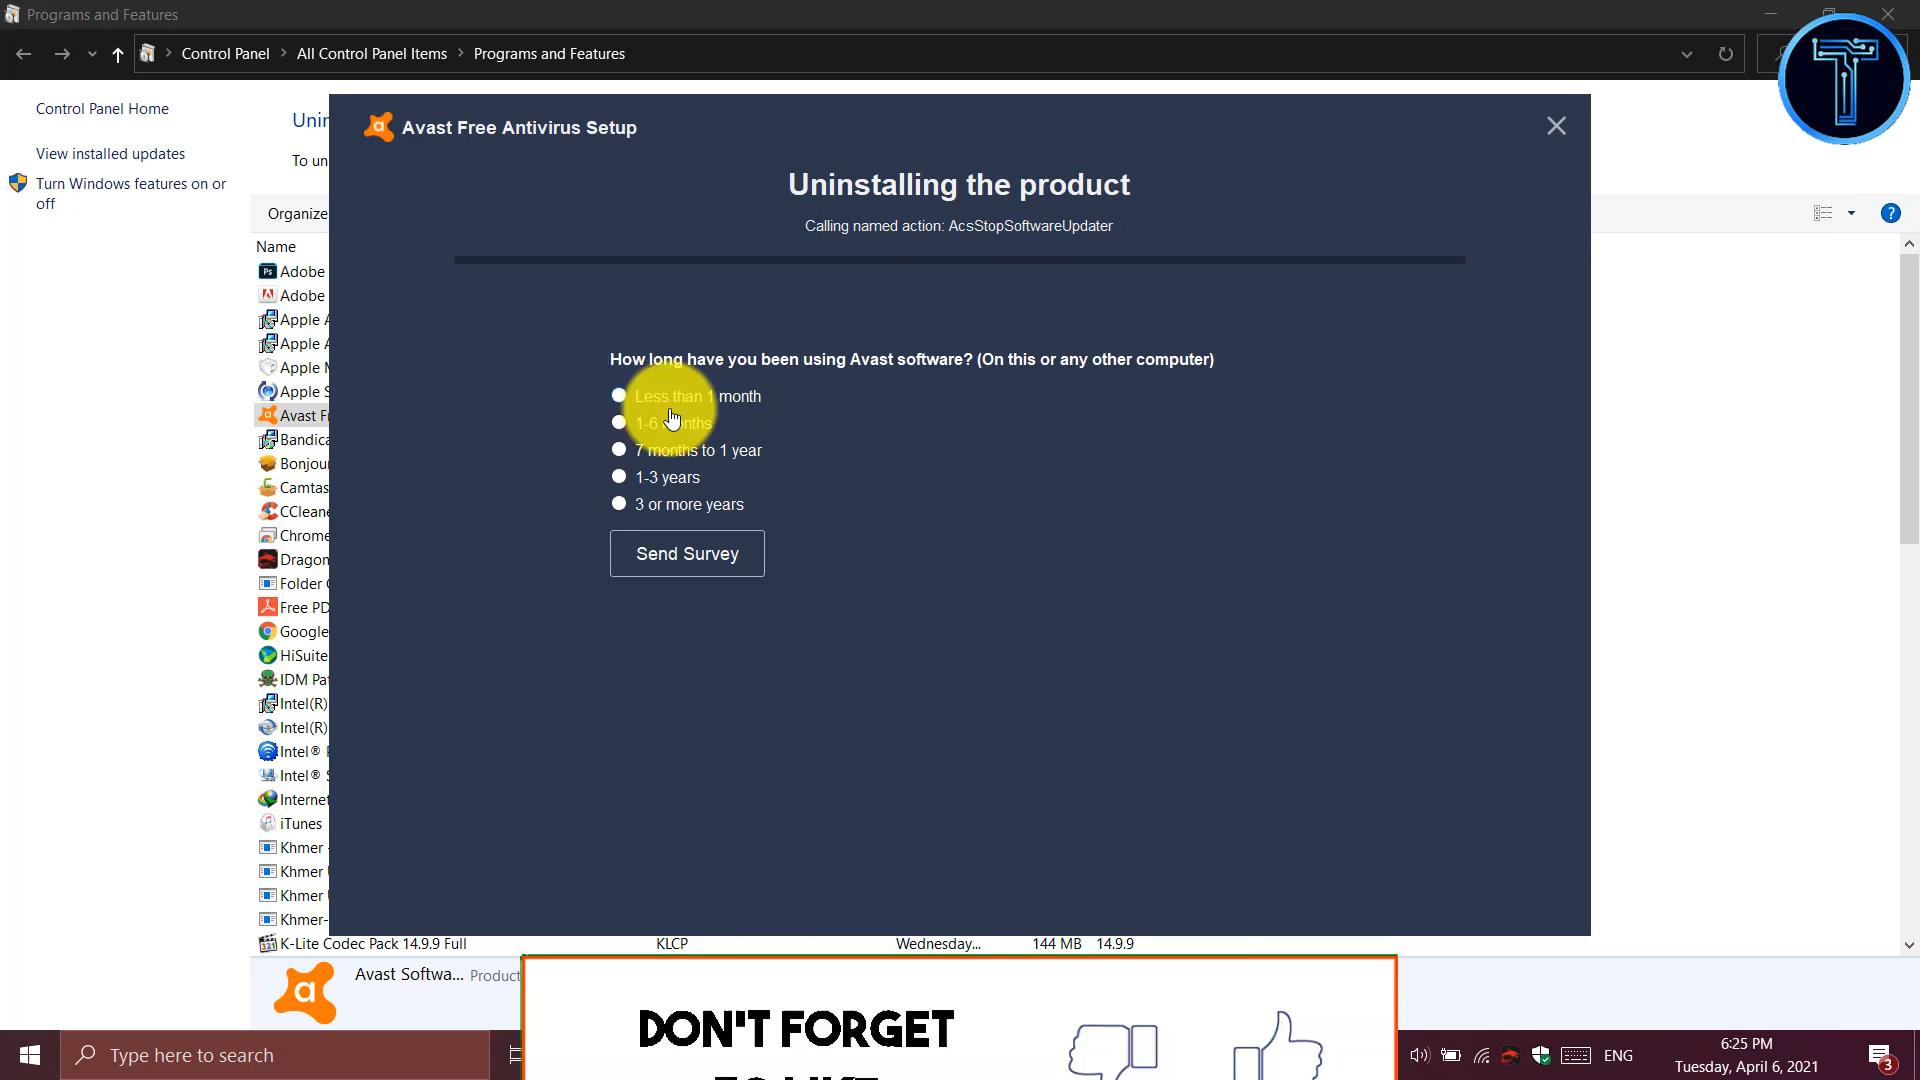 Programs and Features
Control Panel
All Control Panel Items
Programs and Features
Control Panel Home
View installed updates
Turn Windows features on or
off
Organize
Name
Adobe
Adobe
Apple
Apple
Apple
Apple
Avast
Bandica
Bonjour
Camtas
CCleane
Chrome
Dragon
Folder
Free PD
Google
HiSuite
IDM Pat
Intel(R)
Intel(R)
Intel®
Intel®
Internet
iTunes
Khmer
Khmer
Khmer
Khmer-
K-Lite Codec Pack 14.9.9 Full KLCP Wednesday... 144 MB 14.9.9
Avast Free Antivirus Setup
Uninstalling the product
Calling named action: AcsStopSoftwareUpdater
How long have you been using Avast software? (On this or any other computer)
Less than 1 month
1-6 months
7 months to 1 year
1-3 years
3 or more years
Send Survey
Avast Softwa... Product
DON'T FORGET
Type here to search
ENG
6:25 PM
Tuesday, April 6, 2021
3